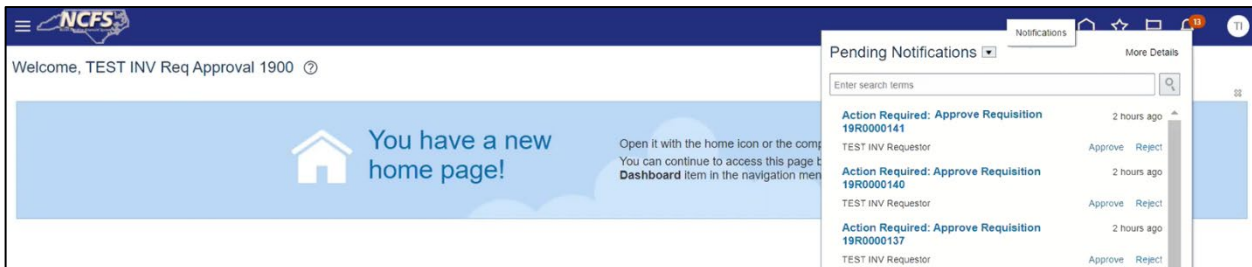 NCFS
Notifications
13
TI
Welcome, TEST INV Req Approval 1900
Pending Notifications
More Details
Enter search terms
You have a new
home page!
Open it with the home icon or the comp
You can continue to access this page b
Dashboard item in the navigation men
Action Required: Approve Requisition
19R0000141
2 hours ago
TEST INV Requestor
Approve Reject
Action Required: Approve Requisition
19R0000140
2 hours ago
TEST INV Requestor
Approve Reject
Action Required: Approve Requisition
19R0000137
2 hours ago
TEST INV Requestor
Approve Reject